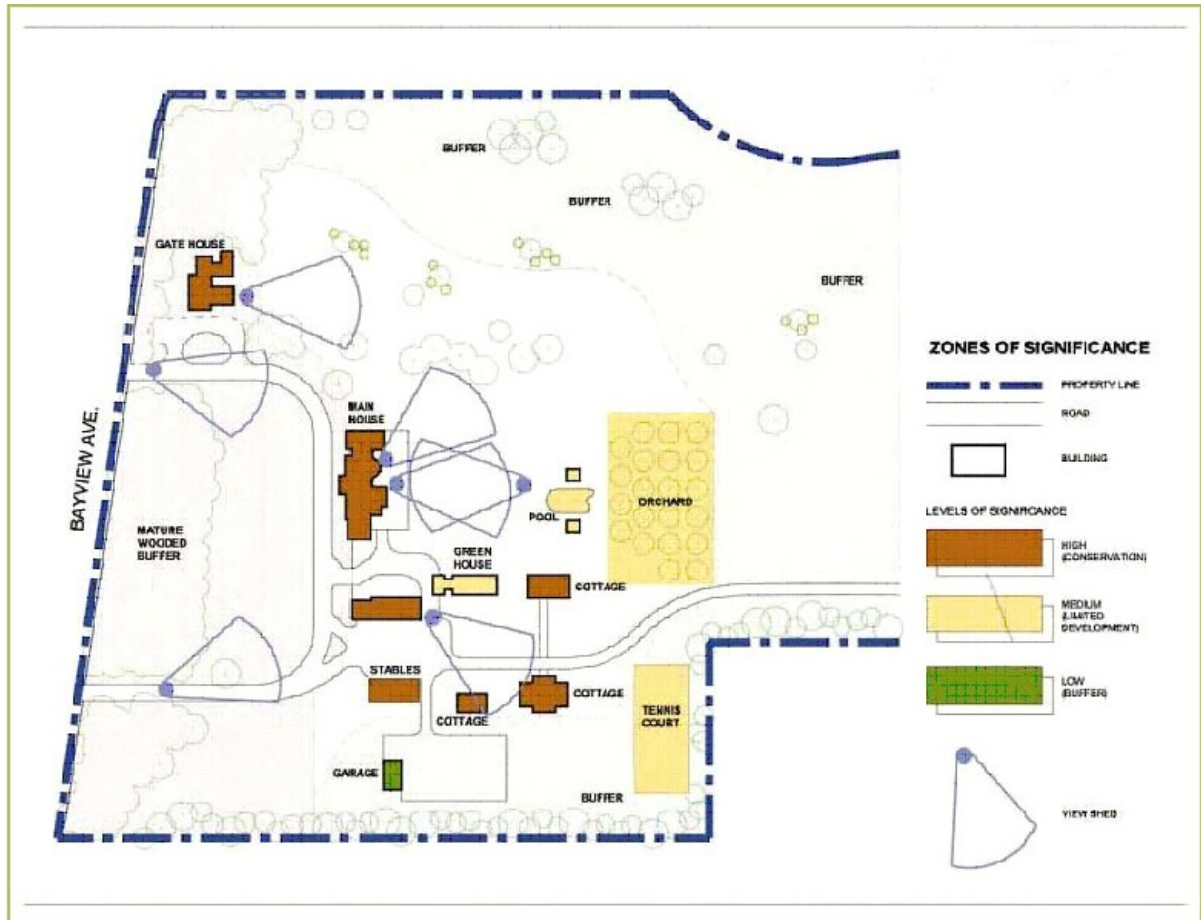 BUFFER
BUFFER
GATE HOUSE
BUFFER
BAYVIEW AVE.
MAIN
HOUSE
MATURE
WOODED
BUFFER
ORCHARD
POOL
GREEN
HOUSE
COTTAGE
STABLES
COTTAGE
COTTAGE
TENNIS
COURT
GARAGE
BUFFER
ZONES OF SIGNIFICANCE
PROPERTY LINE
ROAD
BUILDING
LEVELS OF SIGNIFICANCE
HIGH
(CONSERVATION)
MEDIUM
(LIMITED
DEVELOPMENT)
LOW
(BUFFER)
VIEW SHED